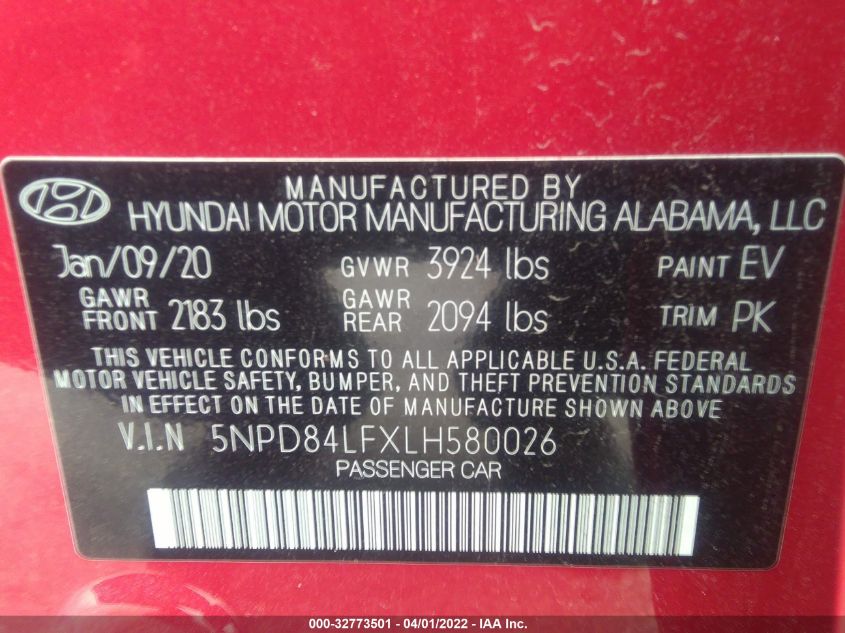 MANUFACTURED BY
HYUNDAI MOTOR MANUFACTURING ALABAMA, LLC
Jan/09/20 GVWR 3924 lbs PAINT EV
GAWR FRONT 2183 lbs GAWR REAR 2094 lbs TRIM PK
THIS VEHICLE CONFORMS TO ALL APPLICABLE U.S.A. FEDERAL
MOTOR VEHICLE SAFETY, BUMPER, AND THEFT PREVENTION STANDARDS
IN EFFECT ON THE DATE OF MANUFACTURE SHOWN ABOVE
V.I.N 5NPD84LFXLH580026
PASSENGER CAR
000-32773501 - 04/01/2022 - IAA Inc.